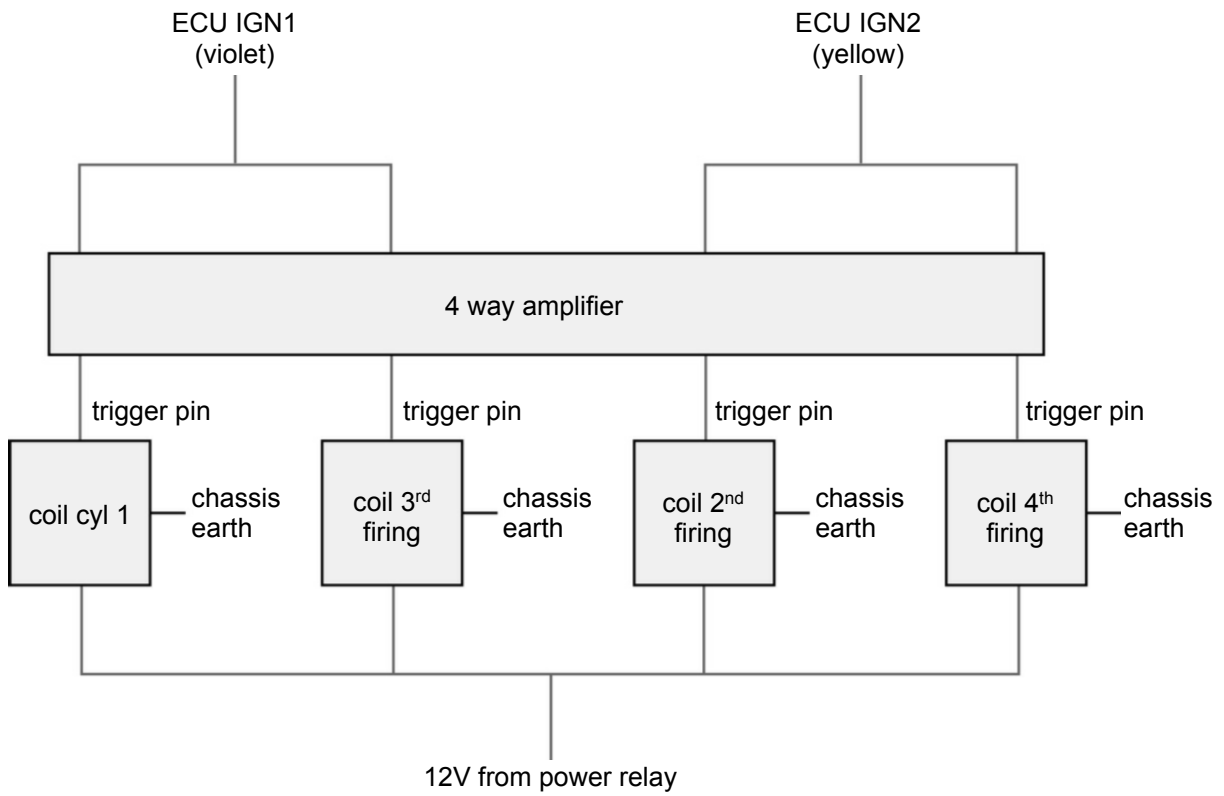 ECU IGN1
(violet)
ECU IGN2
(yellow)
4 way amplifier
trigger pin
trigger pin
trigger pin
trigger pin
coil cyl 1
chassis
earth
coil 3rd
firing
chassis
earth
coil 2nd
firing
chassis
earth
coil 4th
firing
chassis
earth
12V from power relay